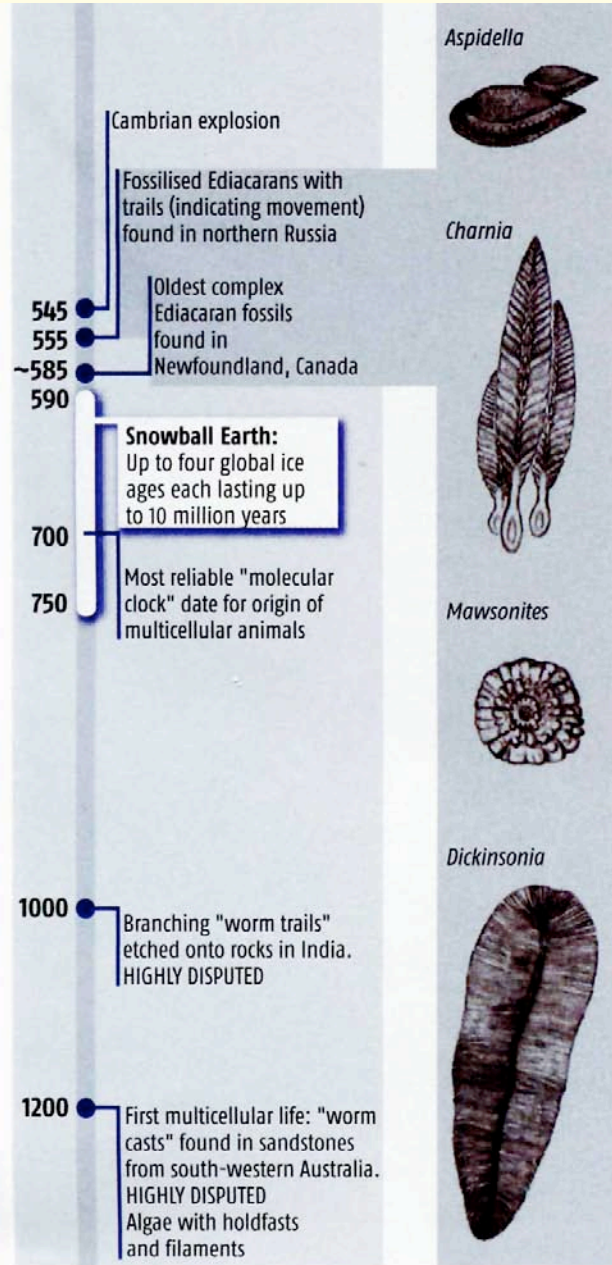 Aspidella
Cambrian explosion
Fossilised Ediacarans with
trails (indicating movement)
found in northern Russia
Charnia
Oldest complex
Ediacaran fossils
found in
Newfoundland, Canada
545
555
~585
590
Snowball Earth:
Up to four global ice
ages each lasting up
to 10 million years
700
Most reliable "molecular
clock" date for origin of
multicellular animals
750
Mawsonites
Dickinsonia
1000
Branching "worm trails"
etched onto rocks in India.
HIGHLY DISPUTED
1200
First multicellular life: "worm
casts" found in sandstones
from south-western Australia.
HIGHLY DISPUTED
Algae with holdfasts
and filaments